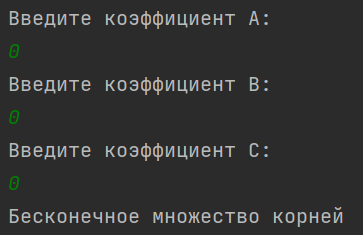 Введите коэффициент А:
0
Введите коэффициент B:
0
Введите коэффициент C:
0
Бесконечное множество корней